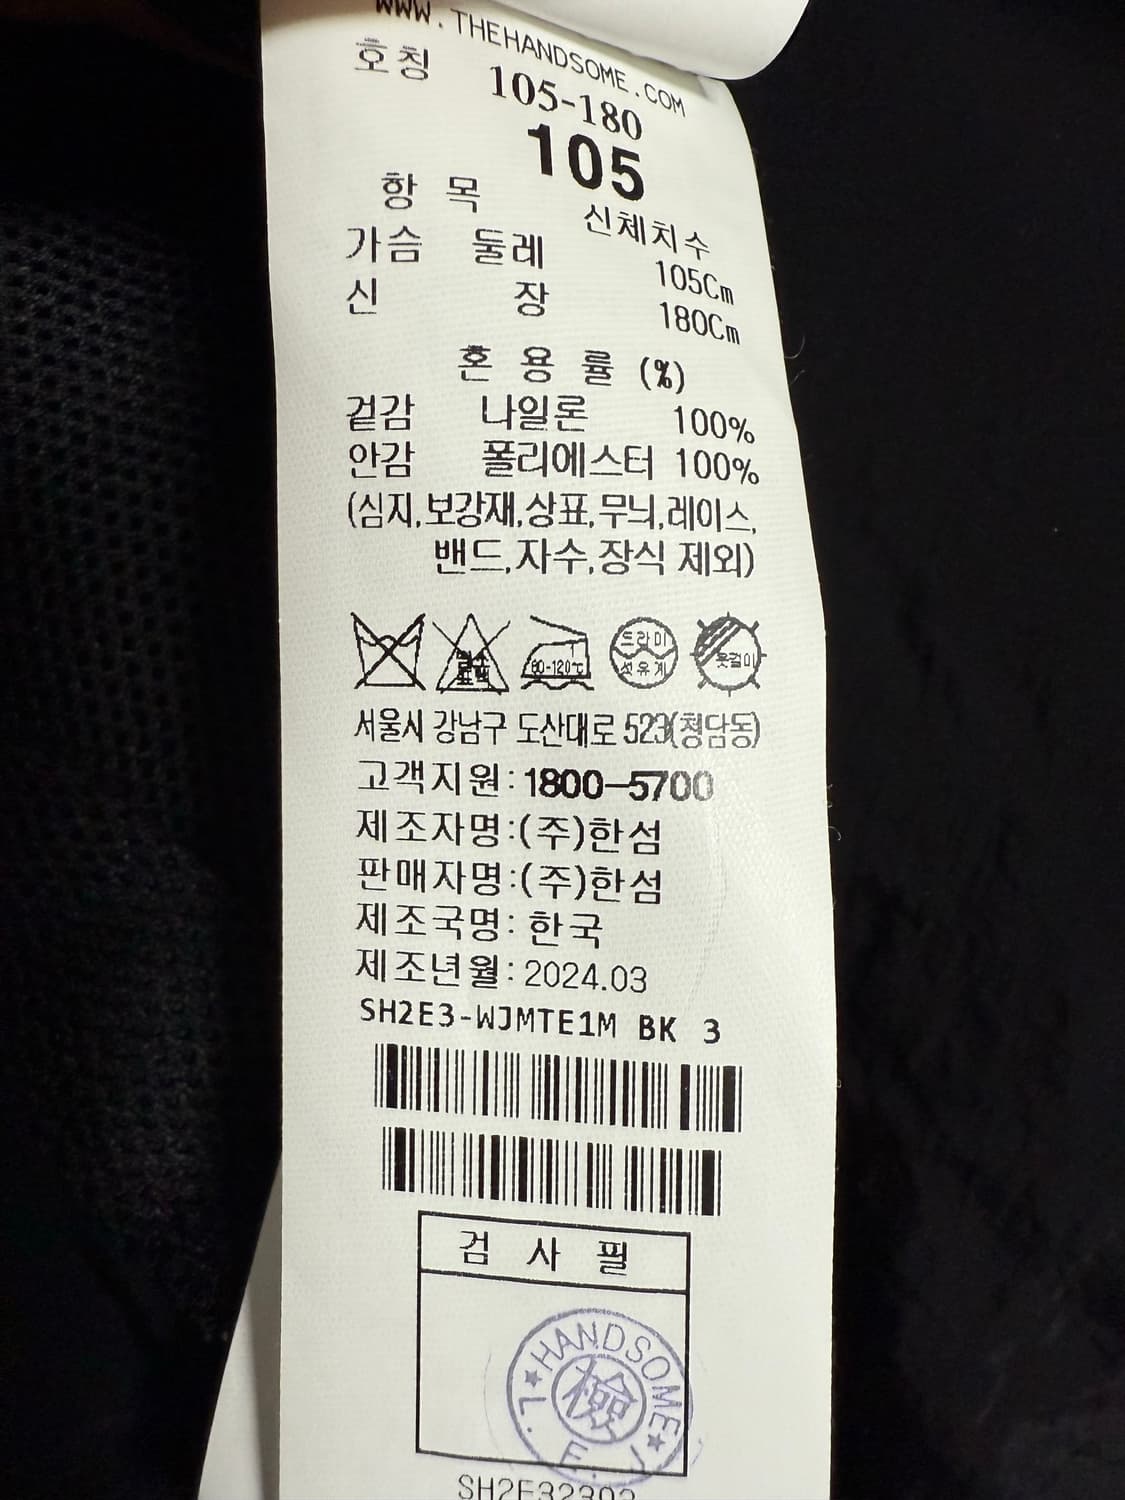 WWW.THEHANDSOME.COM
호칭 105-180
105
항 목 신체치수
가슴 둘레 105Cm
신 장 180Cm
혼 용 률 (%)
겉감 나일론 100%
안감 폴리에스터 100%
(심지,보강재,상표,무늬,레이스,
밴드,자수,장식 제외)
염소 표백
80-120℃
드라이
석유계
옷걸이
서울시 강남구 도산대로 523(청담동)
고객지원:1800-5700
제조자명:(주)한섬
판매자명:(주)한섬
제조국명:한국
제조년월:2024.03
SH2E3-WJMTE1M BK 3
검 사 필
HANDSOME
檢